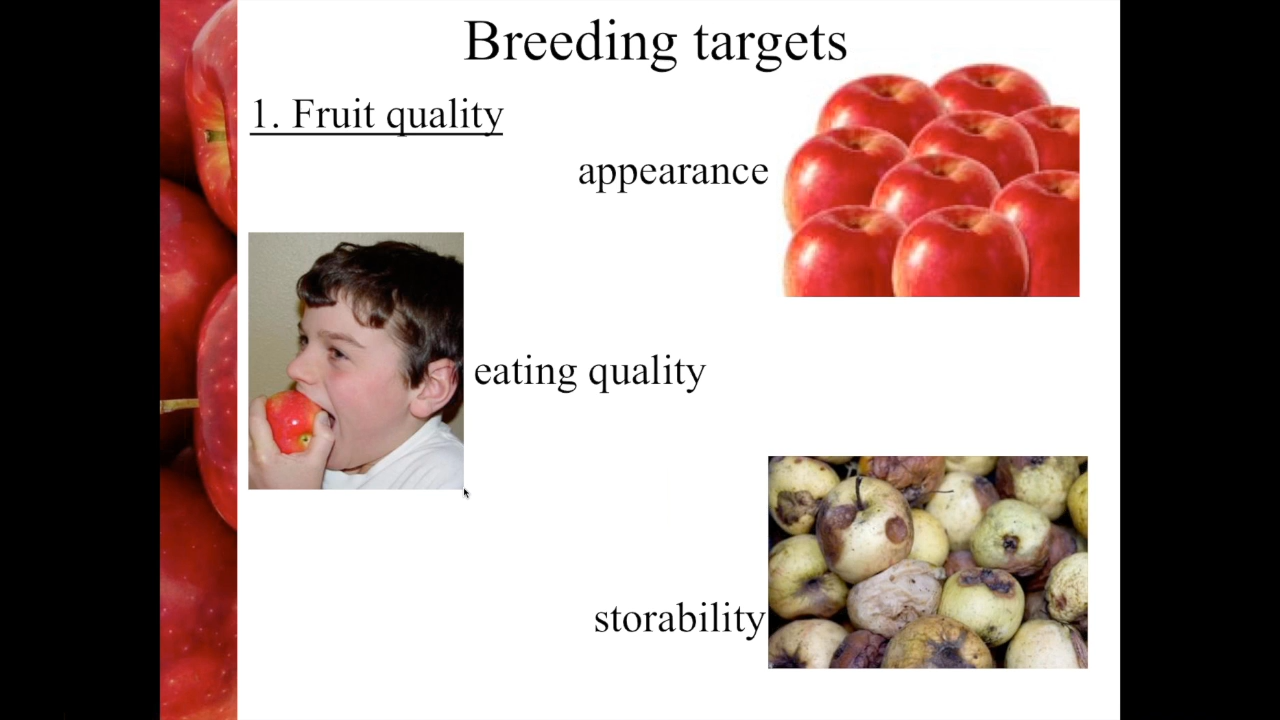 Breeding targets
1. Fruit quality
appearance
eating quality
storability